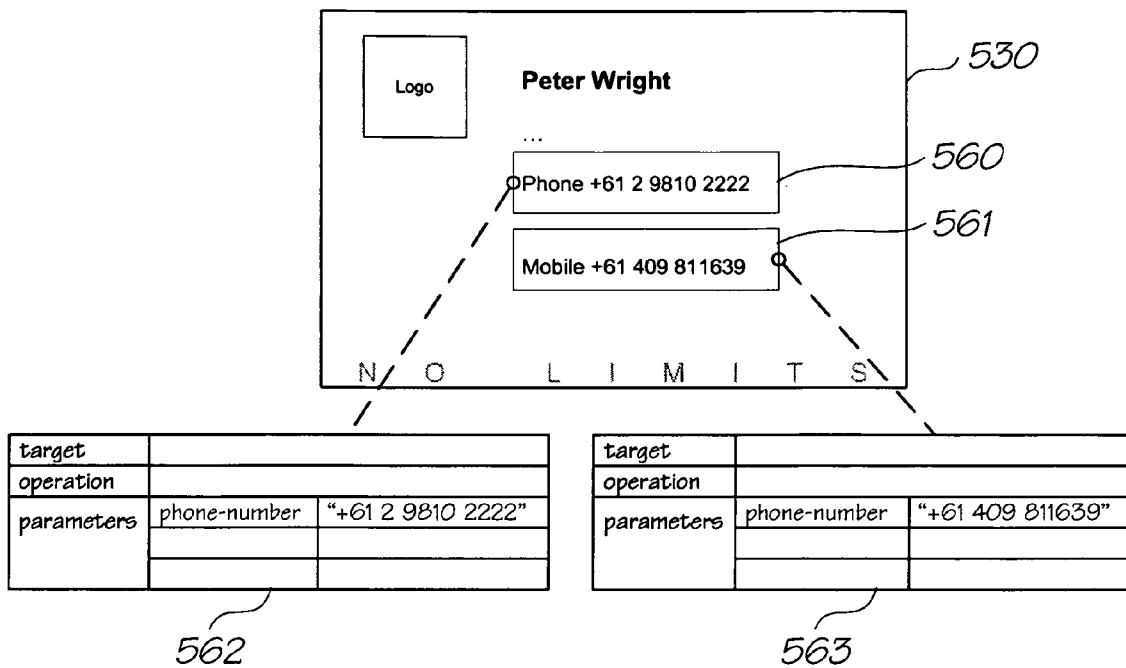 Logo
Peter Wright
530
...
Phone +61 2 9810 2222
560
Mobile +61 409 811639
561
N O L I M I T S
target
operation
parameters phone-number “+61 2 9810 2222”
562
target
operation
parameters phone-number “+61 409 811639”
563